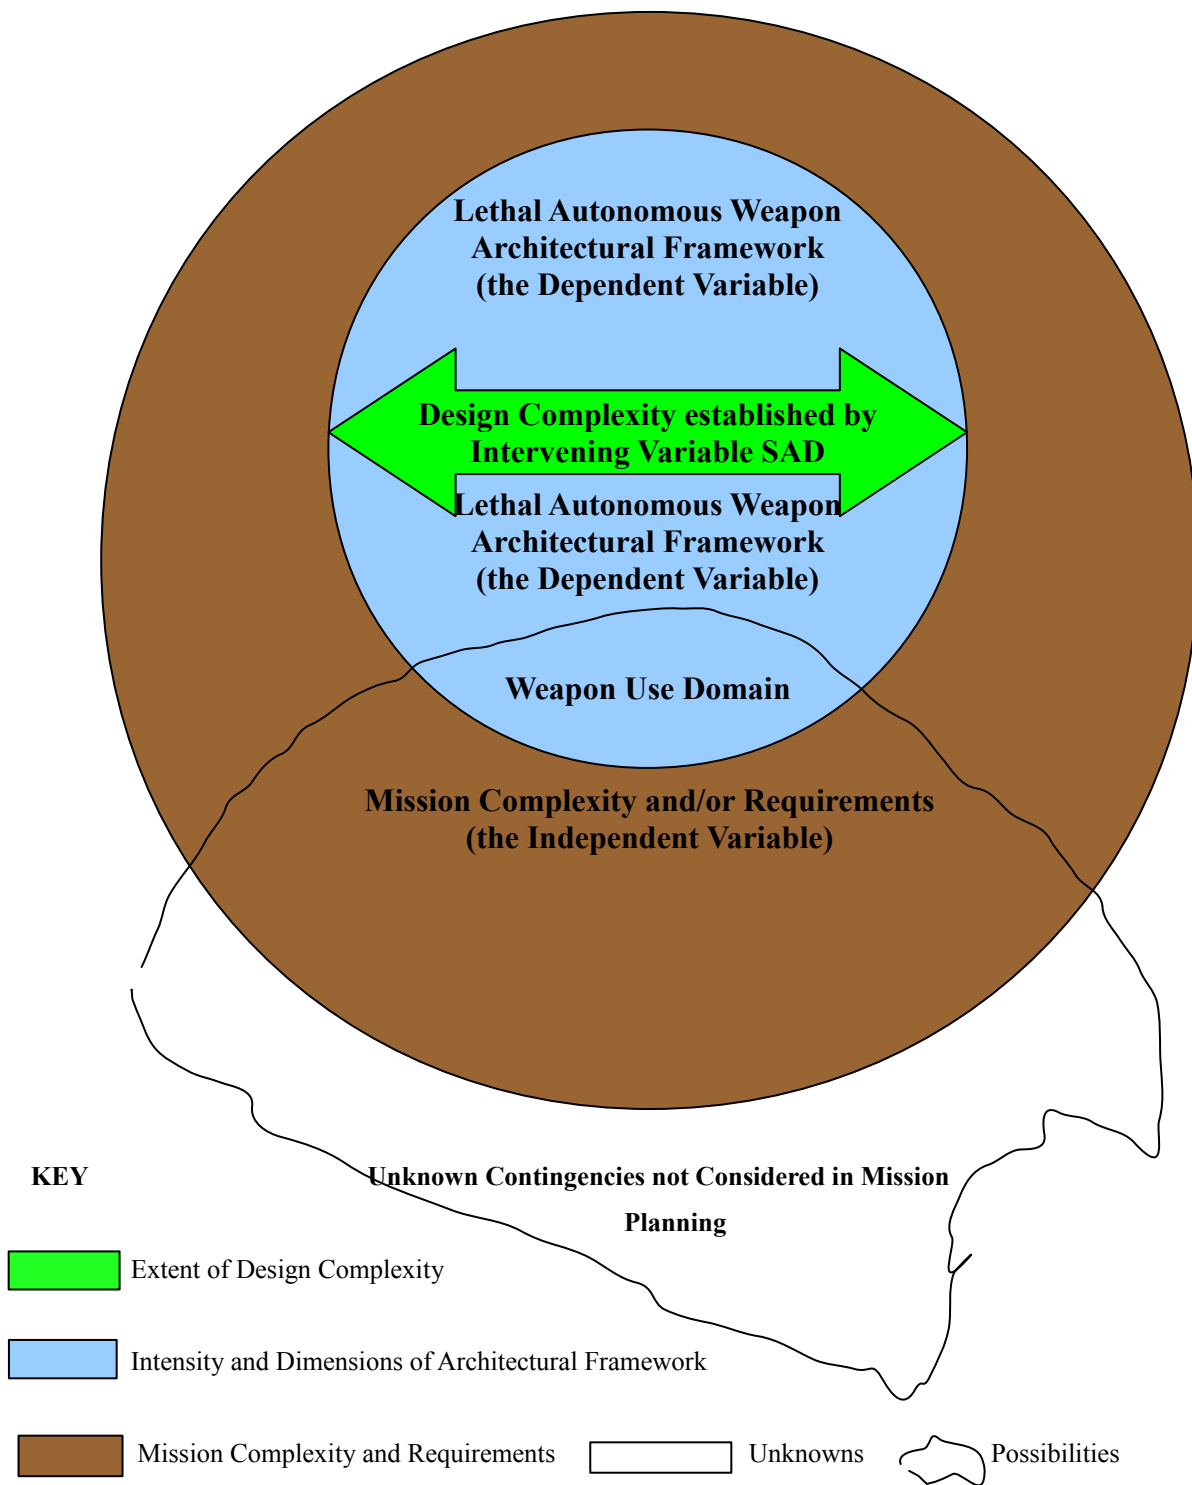 Lethal Autonomous Weapon
Architectural Framework
(the Dependent Variable)
Design Complexity established by
Intervening Variable SAD
Lethal Autonomous Weapon
Architectural Framework
(the Dependent Variable)
Weapon Use Domain
Mission Complexity and/or Requirements
(the Independent Variable)
KEY
Unknown Contingencies not Considered in Mission
Planning
Extent of Design Complexity
Intensity and Dimensions of Architectural Framework
Mission Complexity and Requirements
Unknowns
Possibilities